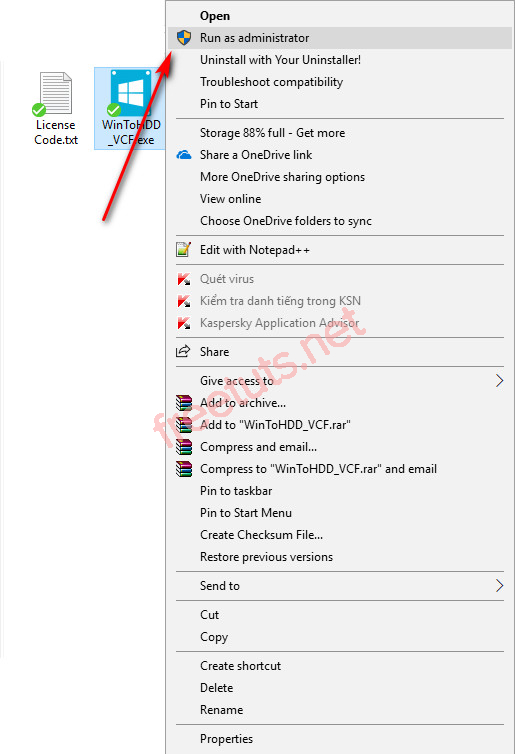 Open
Run as administrator
Uninstall with Your Uninstaller!
Troubleshoot compatibility
Pin to Start
License
Code.txt
WinToHDD
_VCF.exe
Storage 88% full - Get more
Share a OneDrive link
More OneDrive sharing options
View online
Choose OneDrive folders to sync
Edit with Notepad++
Quét virus
Kiểm tra danh tiếng trong KSN
Kaspersky Application Advisor
Share
Give access to
Add to archive...
Add to "WinToHDD_VCF.rar"
Compress and email...
Compress to "WinToHDD_VCF.rar" and email
Pin to taskbar
Pin to Start Menu
Create Checksum File...
Restore previous versions
Send to
Cut
Copy
Create shortcut
Delete
Rename
Properties
freetuts.net